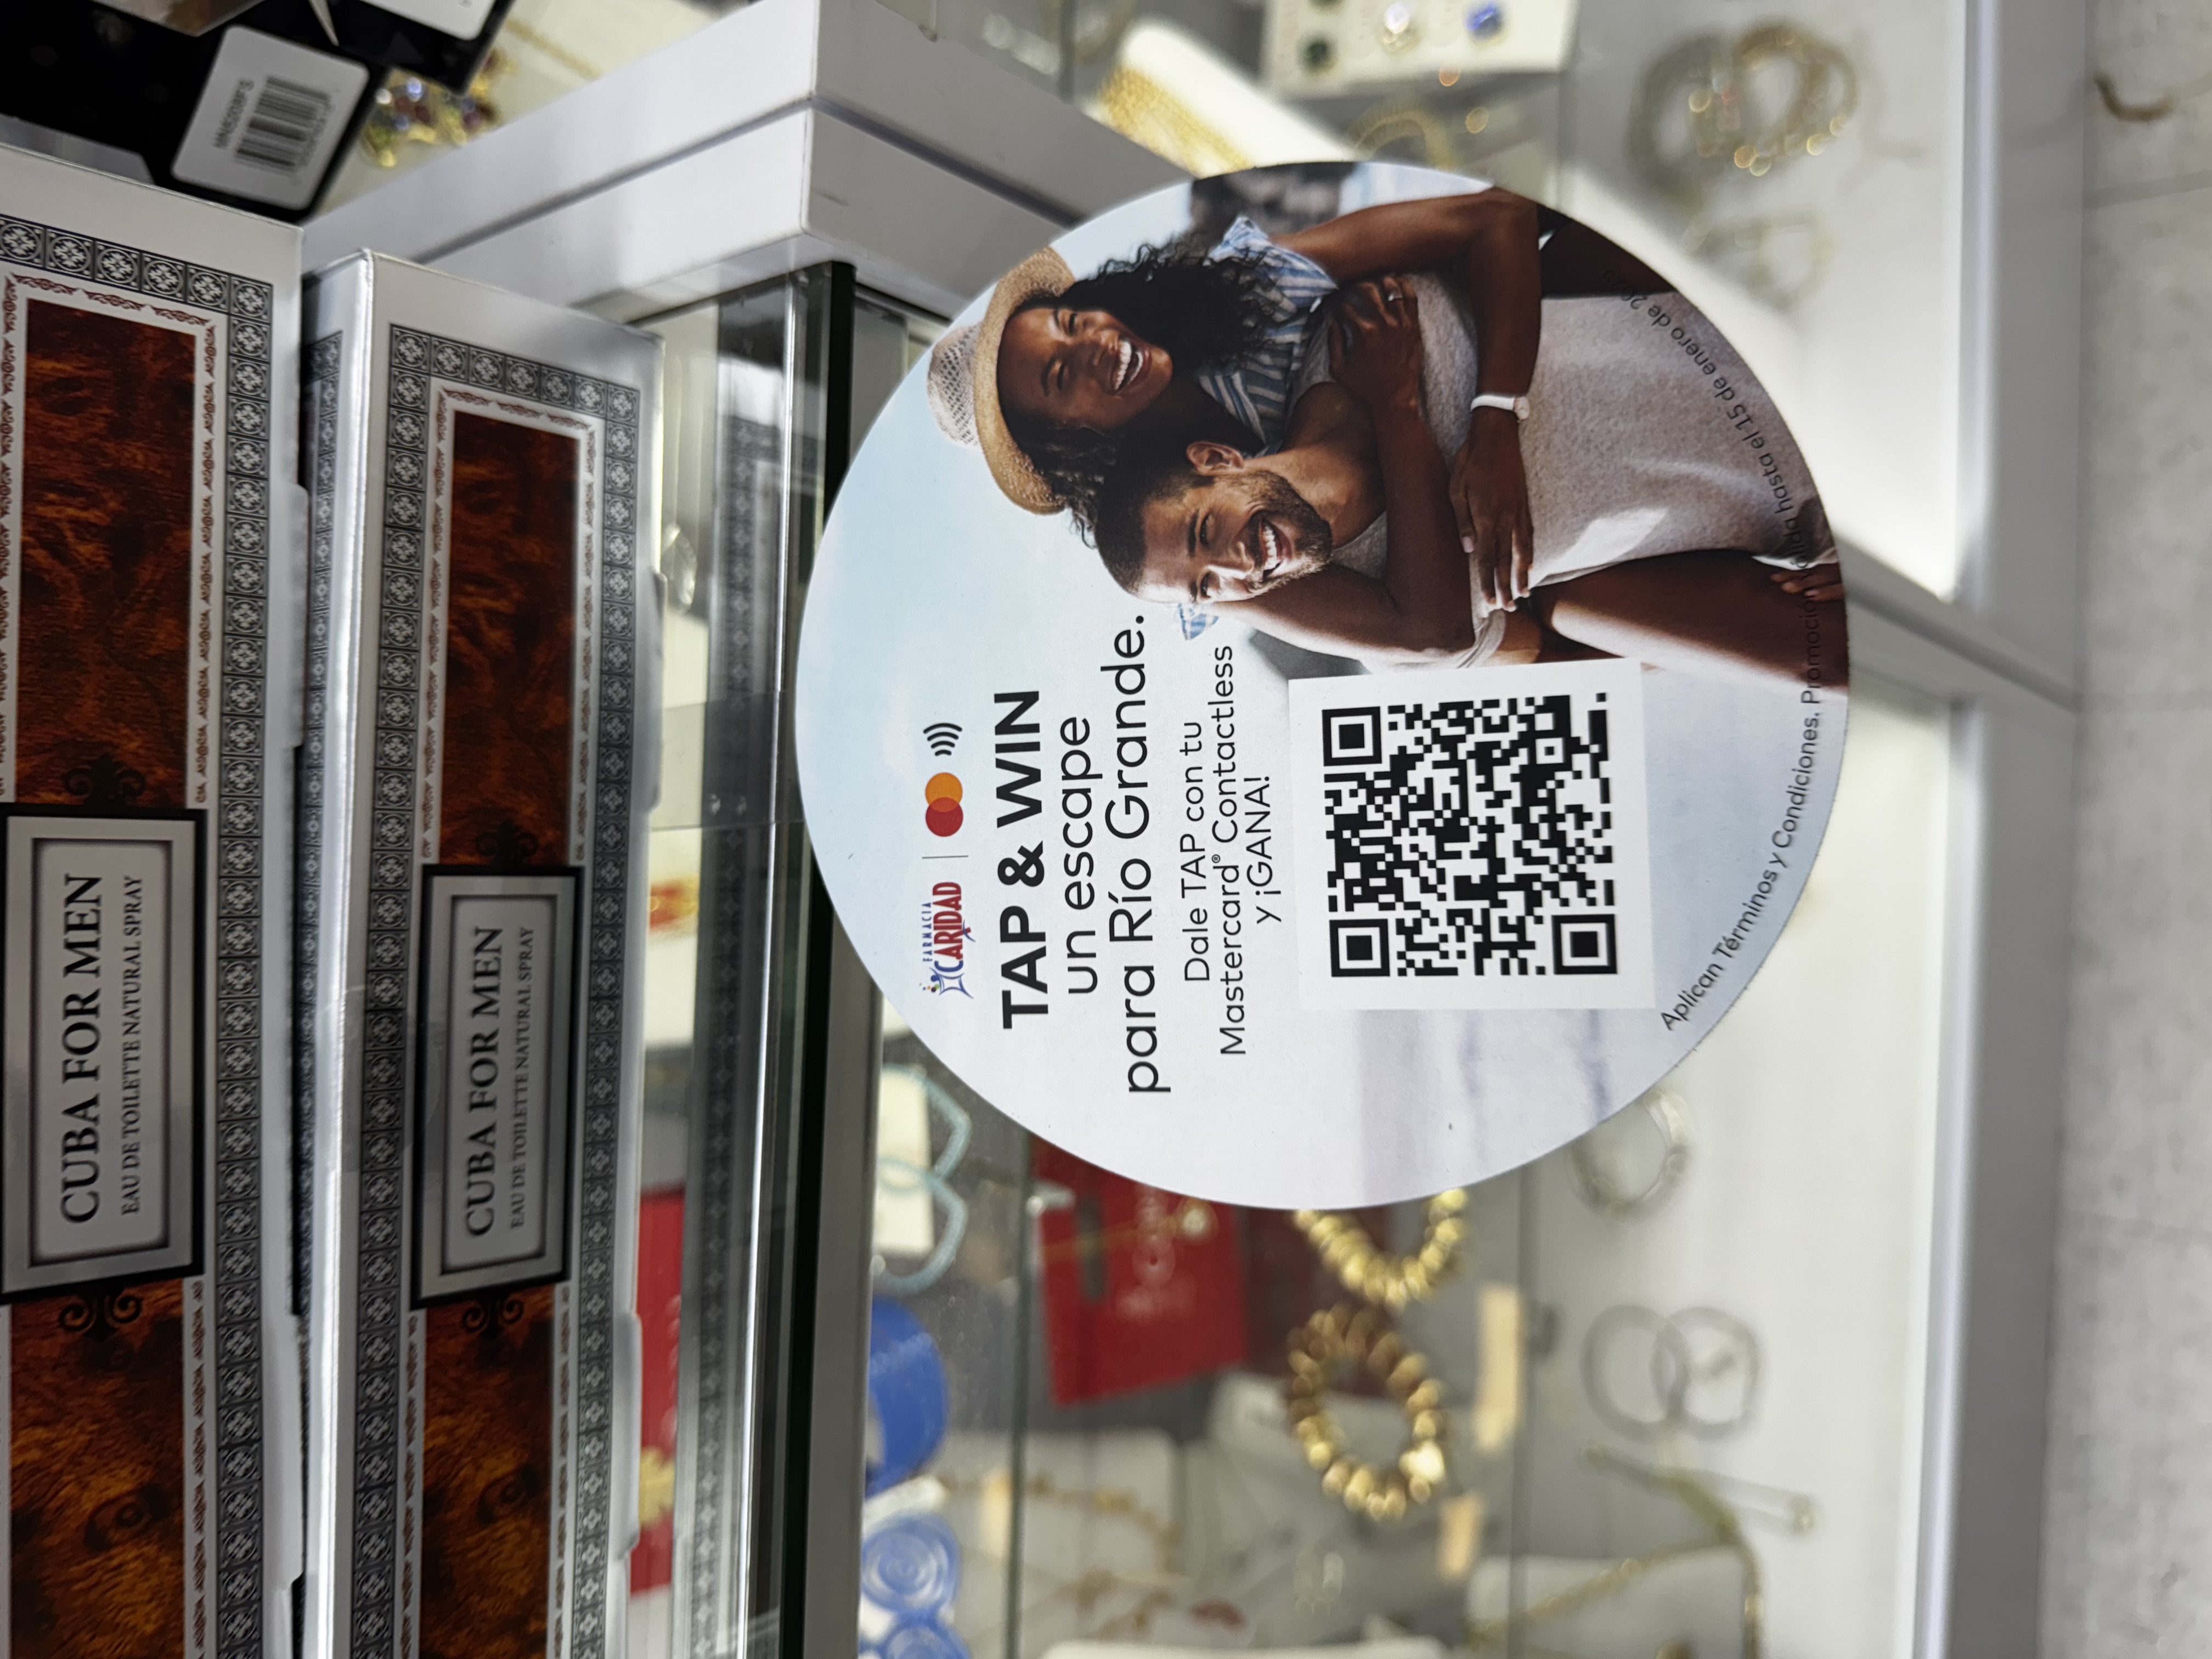 CUBA FOR MEN
EAU DE TOILETTE NATURAL SPRAY
CUBA FOR MEN
EAU DE TOILETTE NATURAL SPRAY
FARMACIA
CARIDAD
TAP & WIN
un escape
para Río Grande.
Dale TAP con tu
Mastercard® Contactless
y ¡GANA!
Aplican Términos y Condiciones. Promoción válida hasta el 15 de enero de